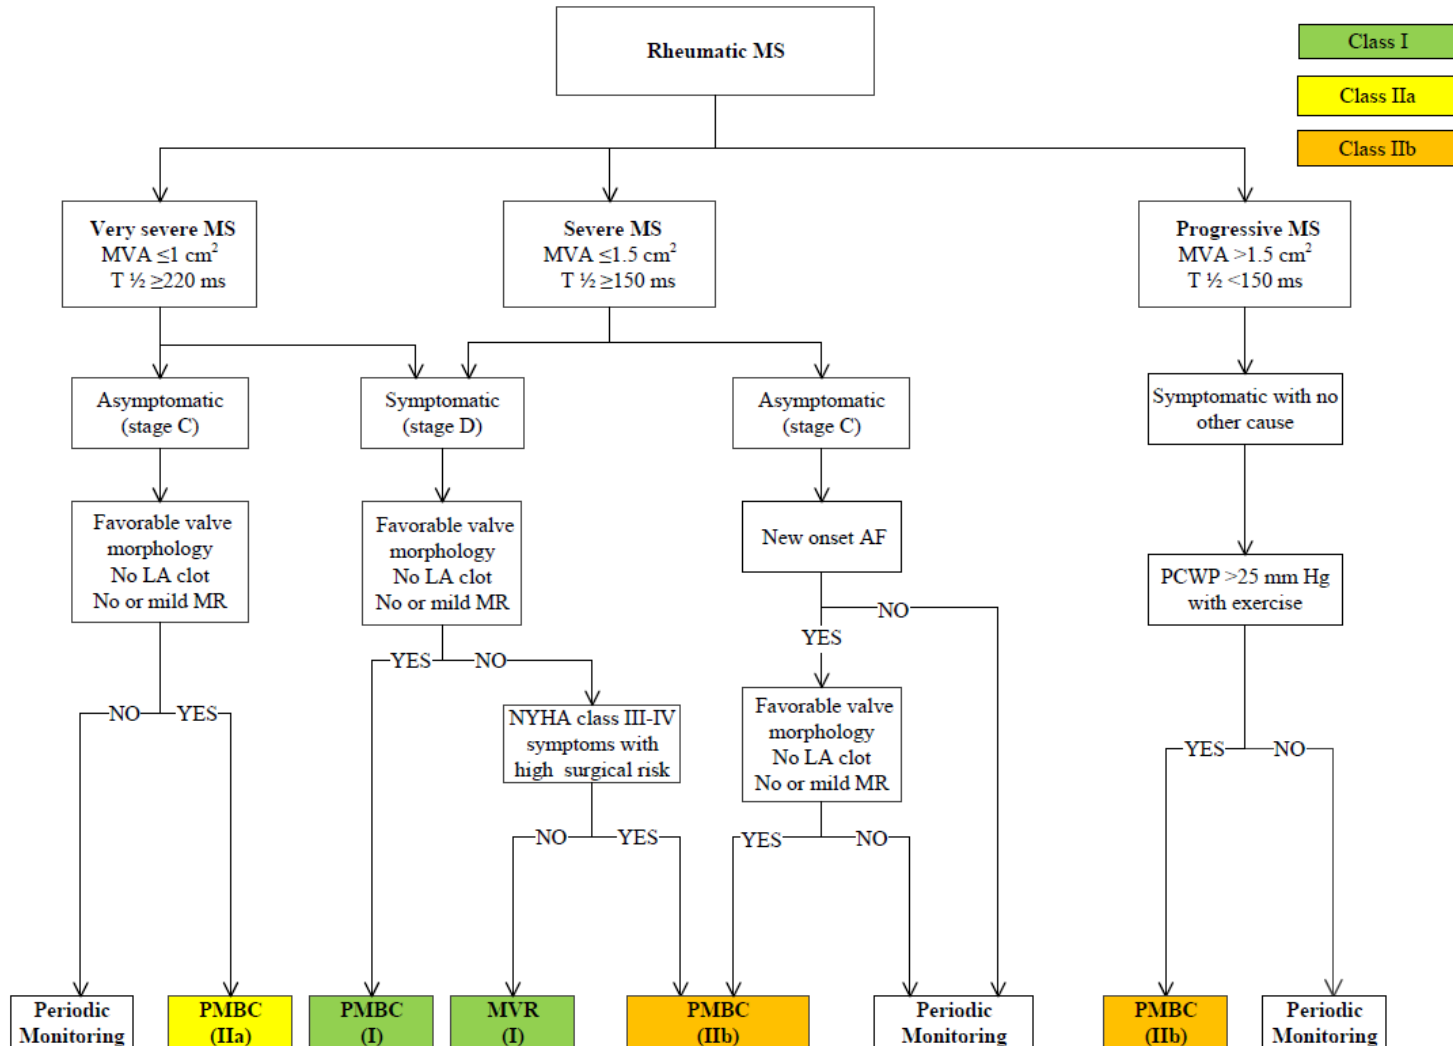 Rheumatic MS
Class I
Class IIa
Class IIb
Very severe MS
MVA ≤1 cm²
T ½ ≥220 ms
Severe MS
MVA ≤1.5 cm²
T ½ ≥150 ms
Progressive MS
MVA >1.5 cm²
T ½ <150 ms
Asymptomatic
(stage C)
Symptomatic
(stage D)
Asymptomatic
(stage C)
Symptomatic with no
other cause
Favorable valve
morphology
No LA clot
No or mild MR
Favorable valve
morphology
No LA clot
No or mild MR
New onset AF
PCWP >25 mm Hg
with exercise
NO
YES
YES
NO
NO
YES
NYHA class III-IV
symptoms with
high surgical risk
Favorable valve
morphology
No LA clot
No or mild MR
YES
NO
NO
YES
YES
NO
Periodic
Monitoring
PMBC
(IIa)
PMBC
(I)
MVR
(I)
PMBC
(IIb)
Periodic
Monitoring
PMBC
(IIb)
Periodic
Monitoring